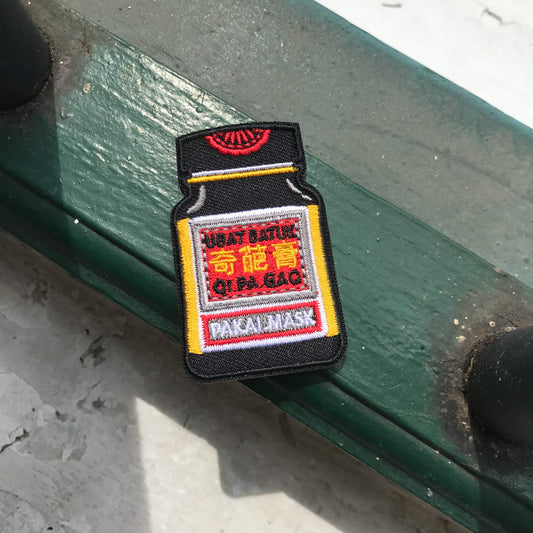 UBAT BATUK
奇葩膏
QI PA GAO
PAKAI MASK